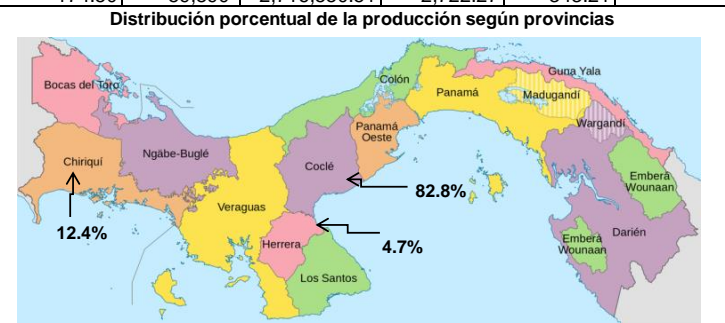 Distribución porcentual de la producción según provincias
Bocas del Toro
Colón
Guna Yala
Panamá
Madugandí
Wargandí
Panamá
Oeste
Chiriquí
Ngäbe-Buglé
Coclé
Emberá
Wounaan
82.8%
Veraguas
12.4%
4.7%
Herrera
Emberá
Wounaan
Darién
Los Santos